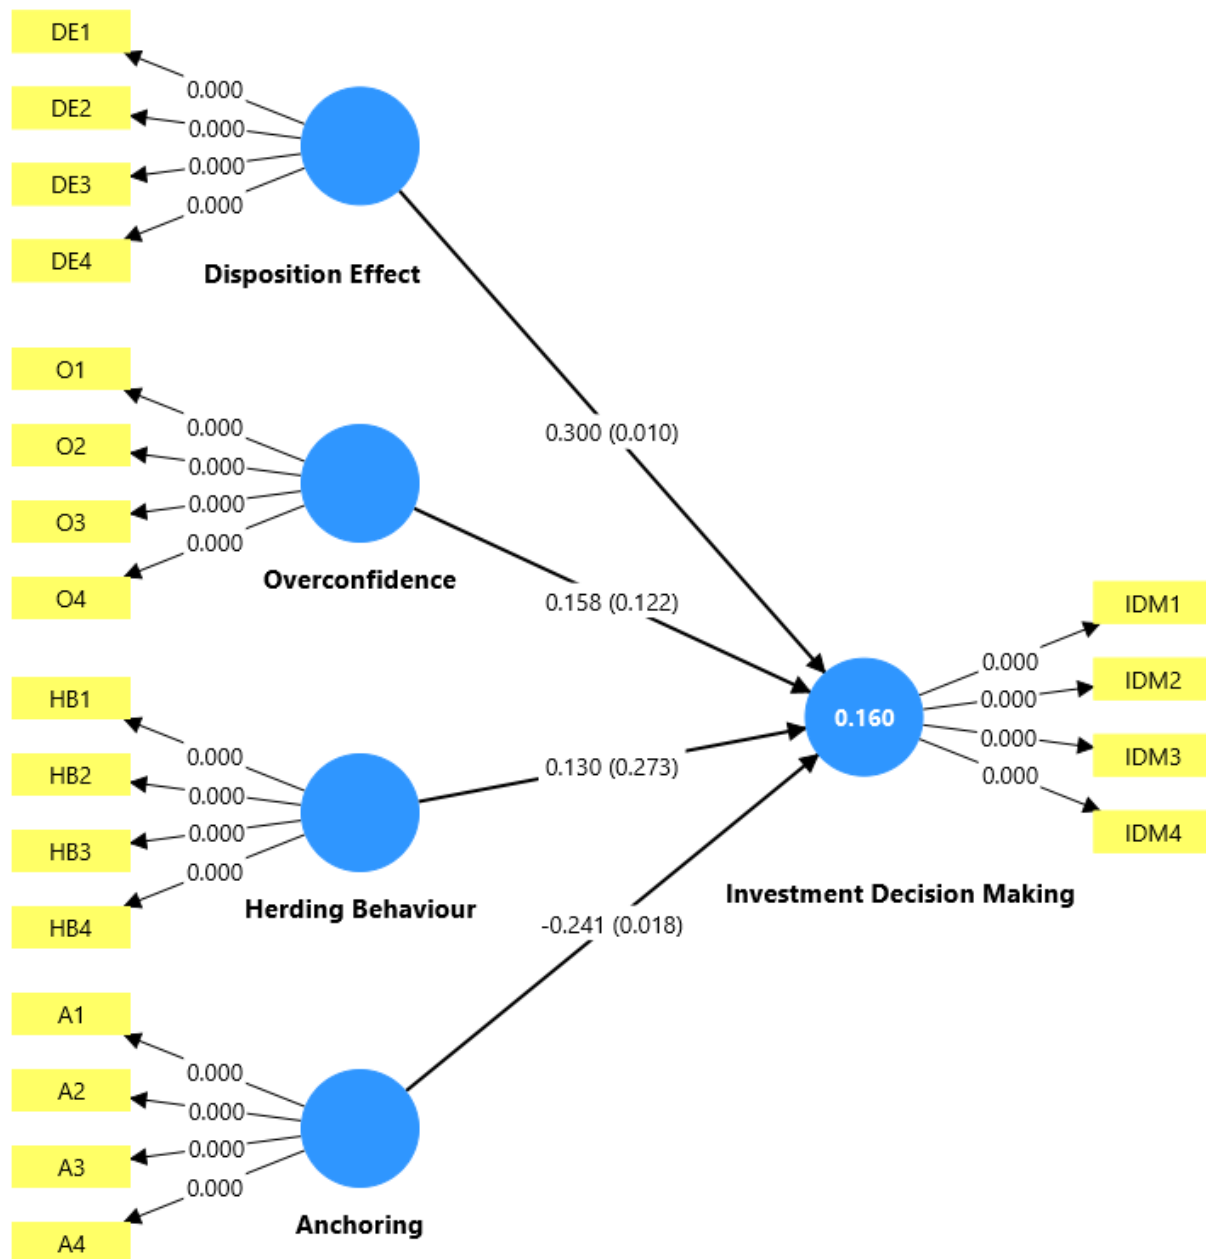 DE1
0.000
DE2
0.000
0.000
DE3
0.000
DE4
Disposition Effect
O1
0.000
O2
0.000
0.000
O3
0.000
O4
Overconfidence
HB1
0.000
HB2
0.000
0.000
HB3
0.000
HB4
Herding Behaviour
A1
0.000
A2
0.000
0.000
A3
0.000
A4
Anchoring
0.300 (0.010)
0.158 (0.122)
0.130 (0.273)
-0.241 (0.018)
0.160
Investment Decision Making
IDM1
0.000
IDM2
0.000
0.000
IDM3
0.000
IDM4